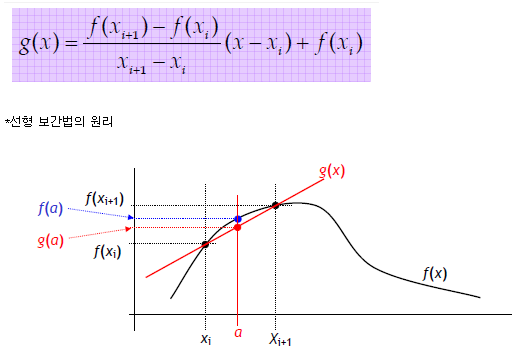 g(x) = \frac{f(x_{i+1}) - f(x_i)}{x_{i+1} - x_i}(x - x_i) + f(x_i)
*선형 보간법의 원리
g(x)
f(x_{i+1})
f(a)
g(a)
f(x_i)
f(x)
x_i a X_{i+1}